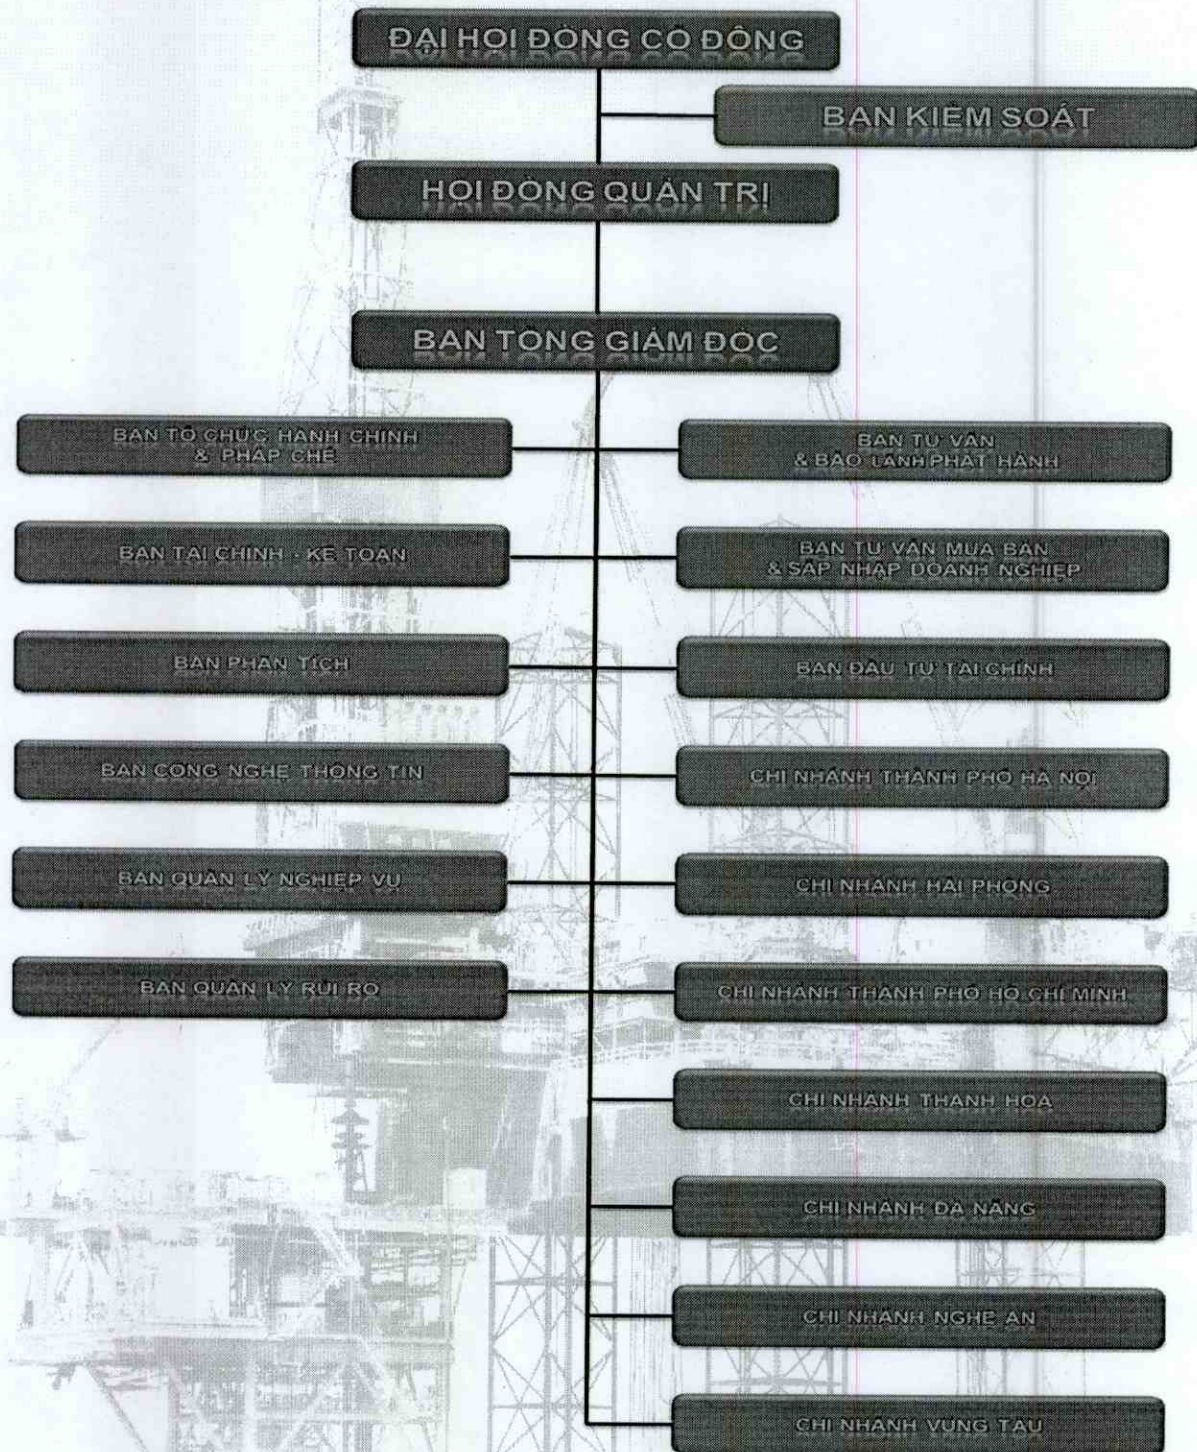 ĐẠI HỘI ĐỒNG CỔ ĐÔNG
BAN KIỂM SOÁT
HỘI ĐỒNG QUẢN TRỊ
BAN TỔNG GIÁM ĐỐC
BAN TỔ CHỨC HÀNH CHÍNH
& PHÁP CHẾ
BAN TƯ VẤN
& BẢO LÃNH PHÁT HÀNH
BAN TÀI CHÍNH - KẾ TOÁN
BAN TƯ VẤN MUA BÁN
& SÁP NHẬP DOANH NGHIỆP
BAN PHÂN TÍCH
BAN ĐẦU TƯ TÀI CHÍNH
BAN CÔNG NGHỆ THÔNG TIN
CHI NHÁNH THÀNH PHỐ HÀ NỘI
BAN QUẢN LÝ NGHIỆP VỤ
CHI NHÁNH HẢI PHÒNG
BAN QUẢN LÝ RỦI RO
CHI NHÁNH THÀNH PHỐ HỒ CHÍ MINH
CHI NHÁNH THANH HÓA
CHI NHÁNH ĐÀ NẴNG
CHI NHÁNH NGHỆ AN
CHI NHÁNH VŨNG TÀU